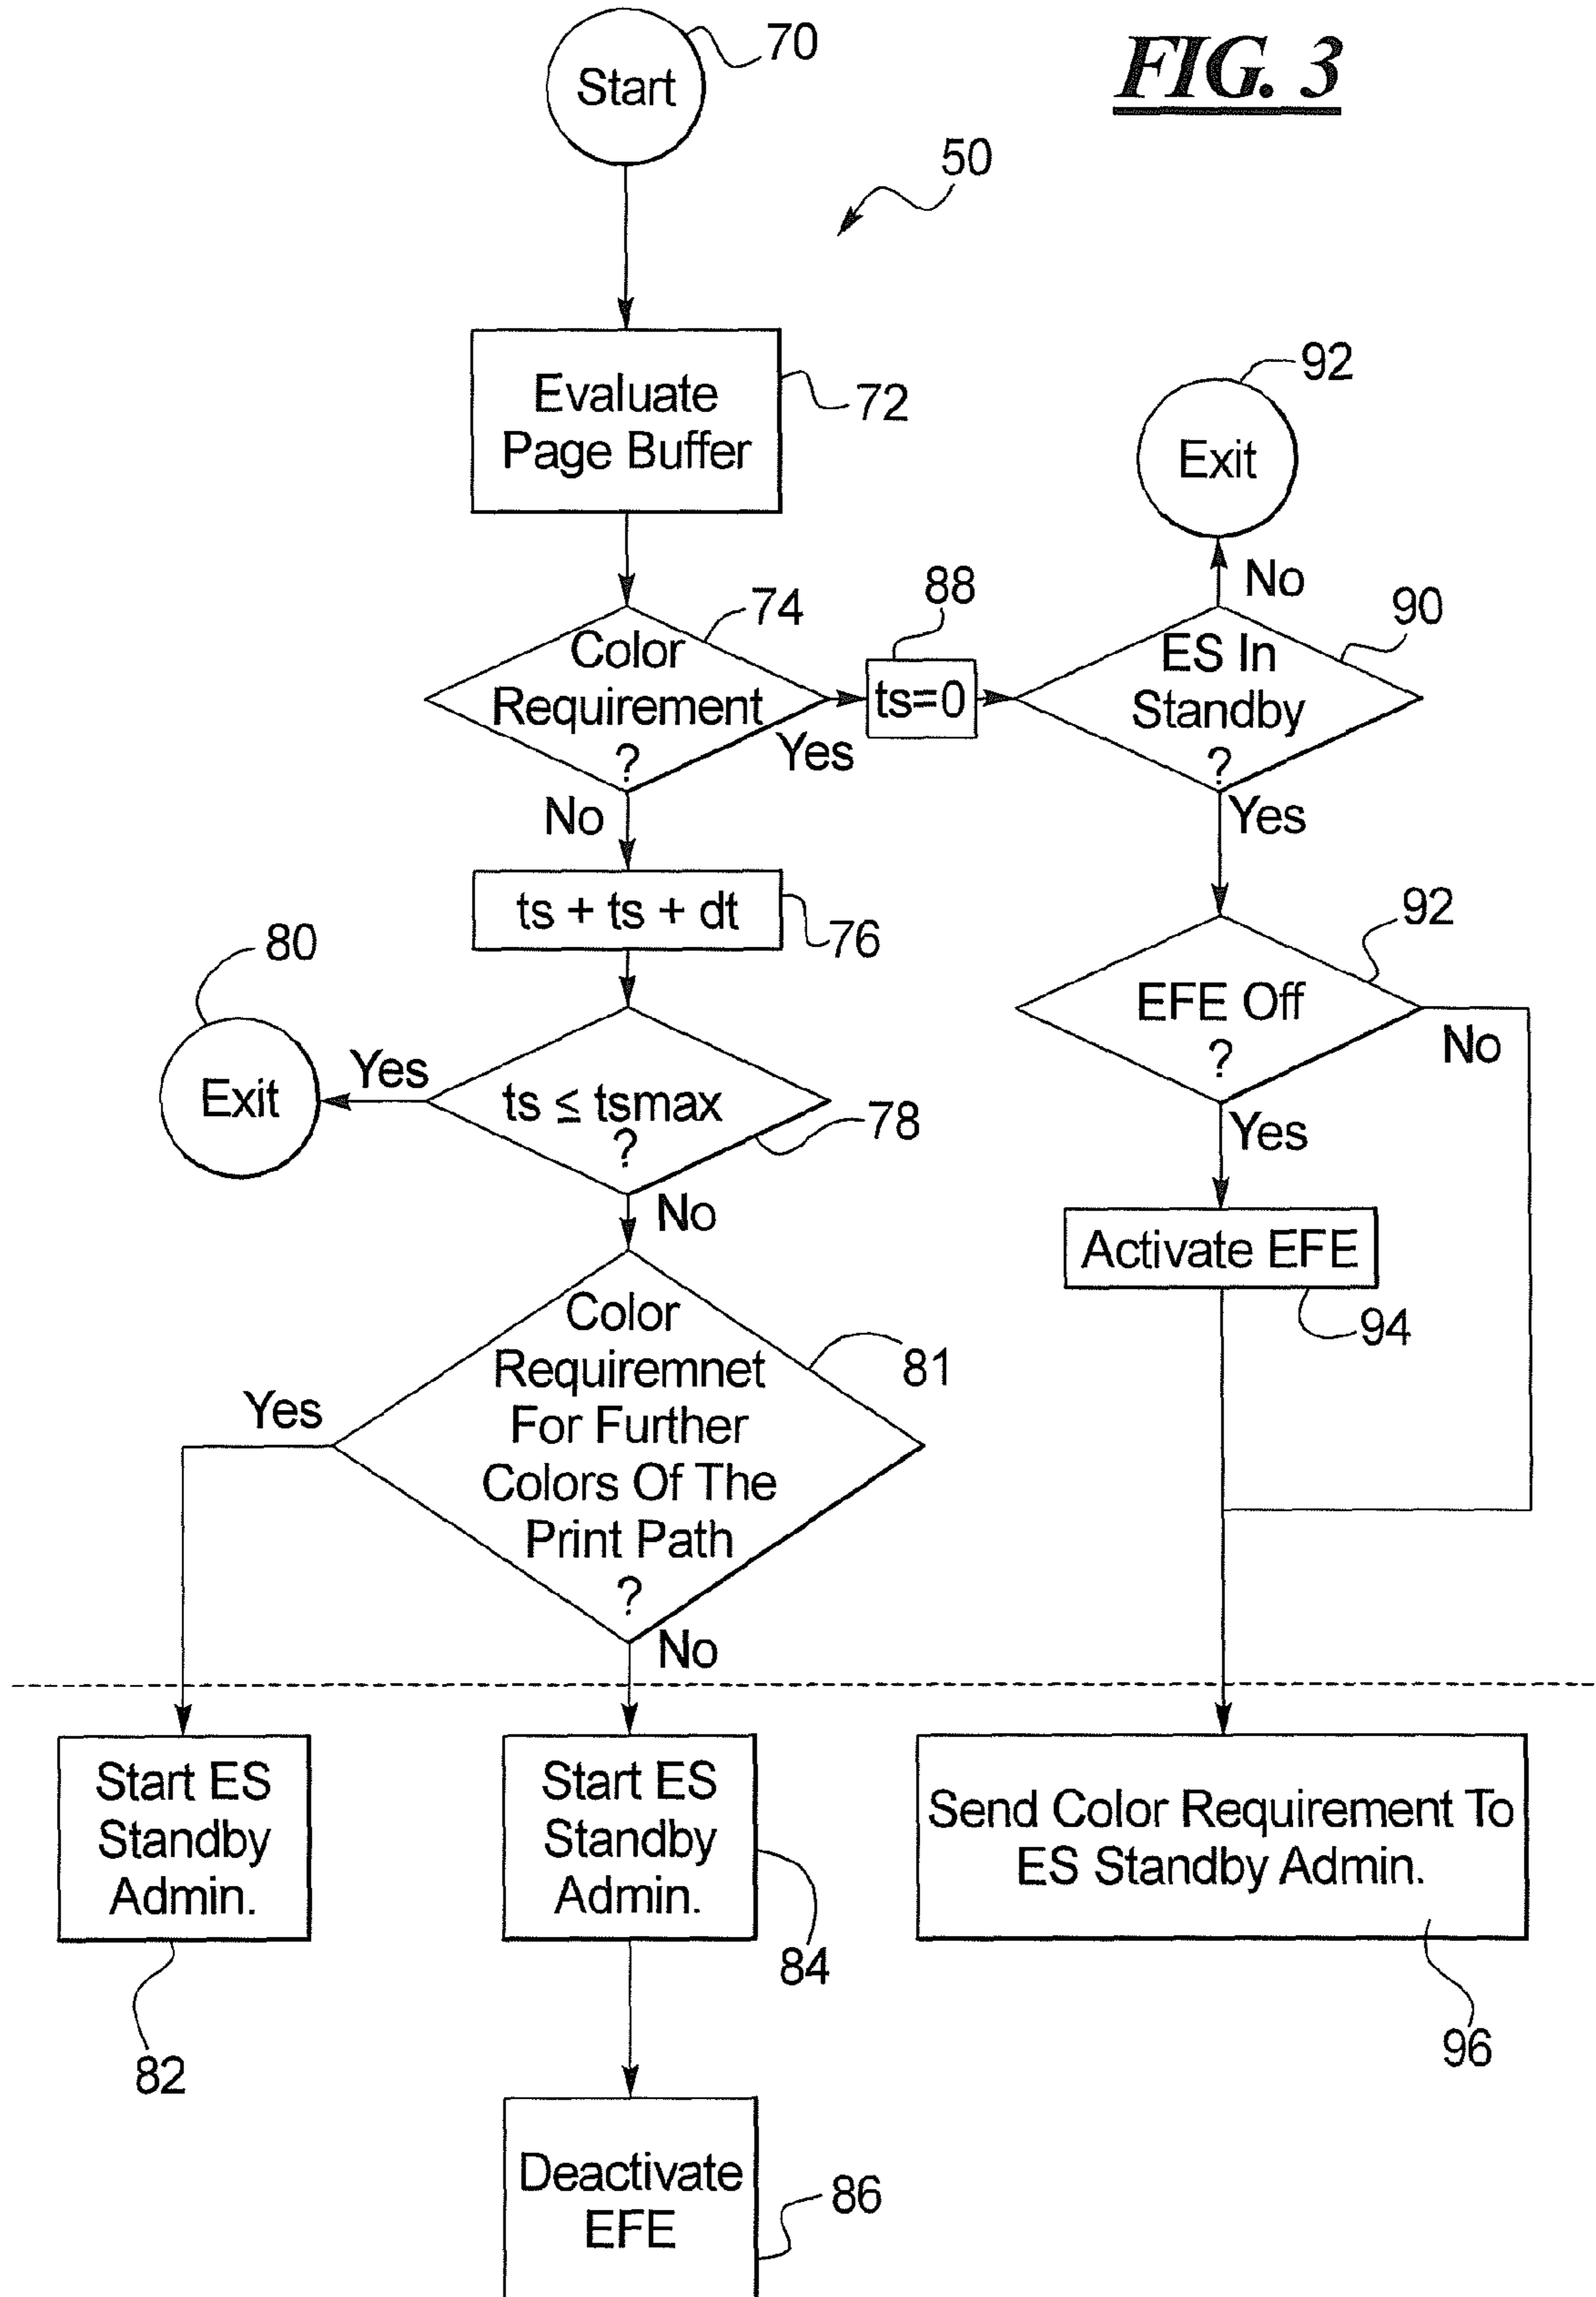 70
Start
FIG. 3
50
Evaluate
Page Buffer
72
92
Exit
No
74
Color
Requirement
?
Yes
No
88
ts=0
90
ES In
Standby
?
Yes
ts + ts + dt
76
92
EFE Off
?
No
Yes
80
Exit
Yes
ts ≤ tsmax
?
78
No
Activate EFE
94
Color
Requiremnet
For Further
Colors Of The
Print Path
?
81
Yes
No
Start ES
Standby
Admin.
82
Start ES
Standby
Admin.
84
Send Color Requirement To
ES Standby Admin.
96
Deactivate
EFE
86